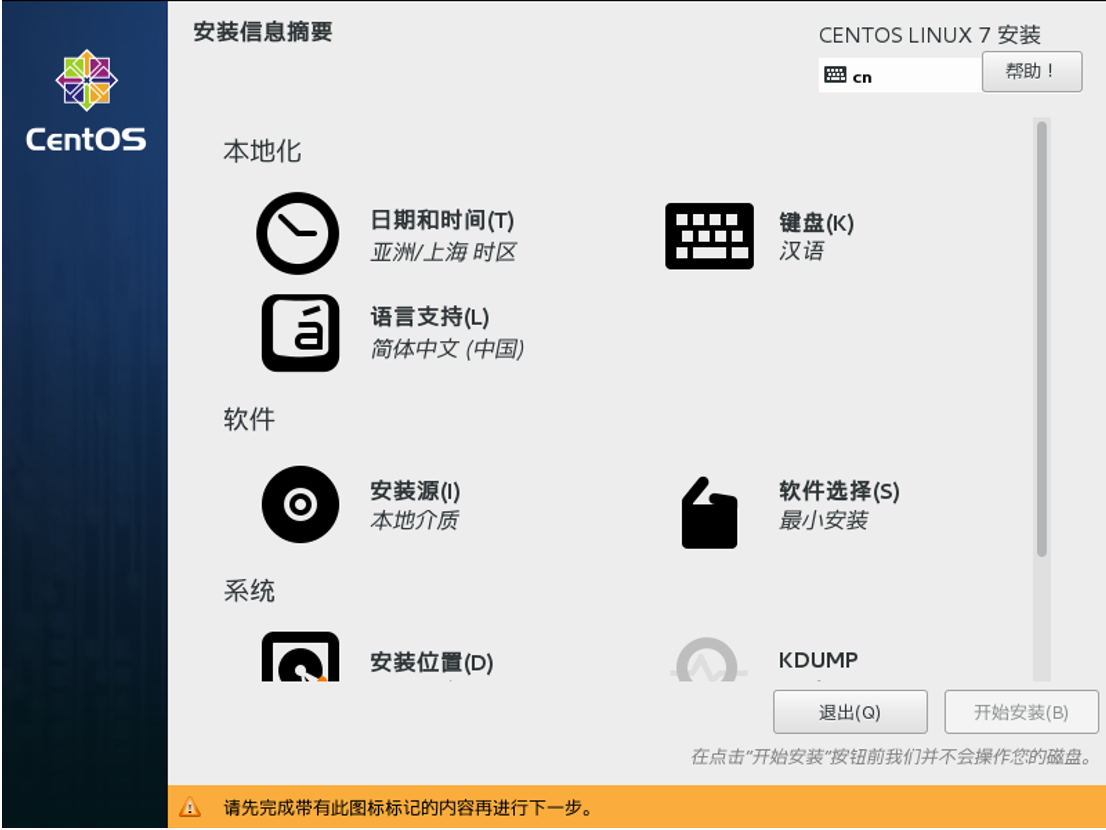 安装信息摘要
CENTOS LINUX 7 安装
cn
帮助！
CentOS
本地化
日期和时间(T)
亚洲/上海 时区
键盘(K)
汉语
语言支持(L)
简体中文 (中国)
软件
安装源(I)
本地介质
软件选择(S)
最小安装
系统
安装位置(D)
KDUMP
退出(Q)
开始安装(B)
在点击"开始安装"按钮前我们并不会操作您的磁盘。
请先完成带有此图标标记的内容再进行下一步。